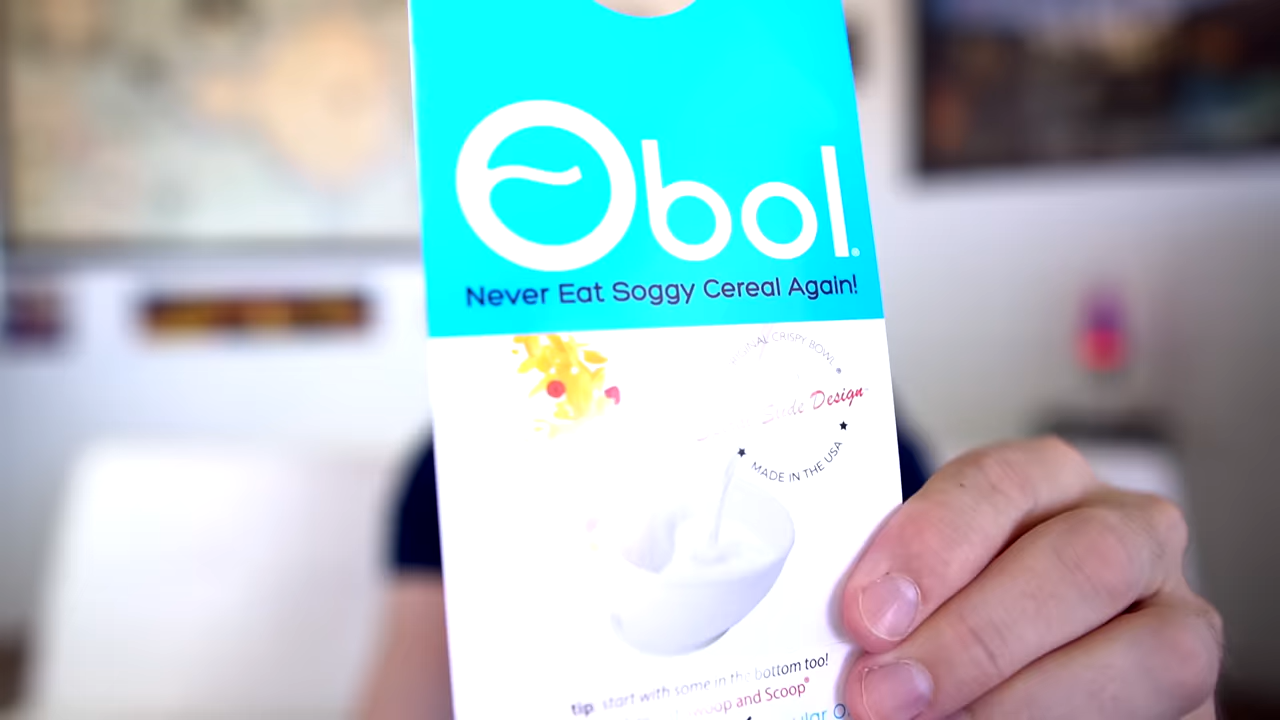 Obol®
Never Eat Soggy Cereal Again!
CRISPY BOWL
Design
MADE IN THE USA
tip: start with some in the bottom too!
and Scoop®